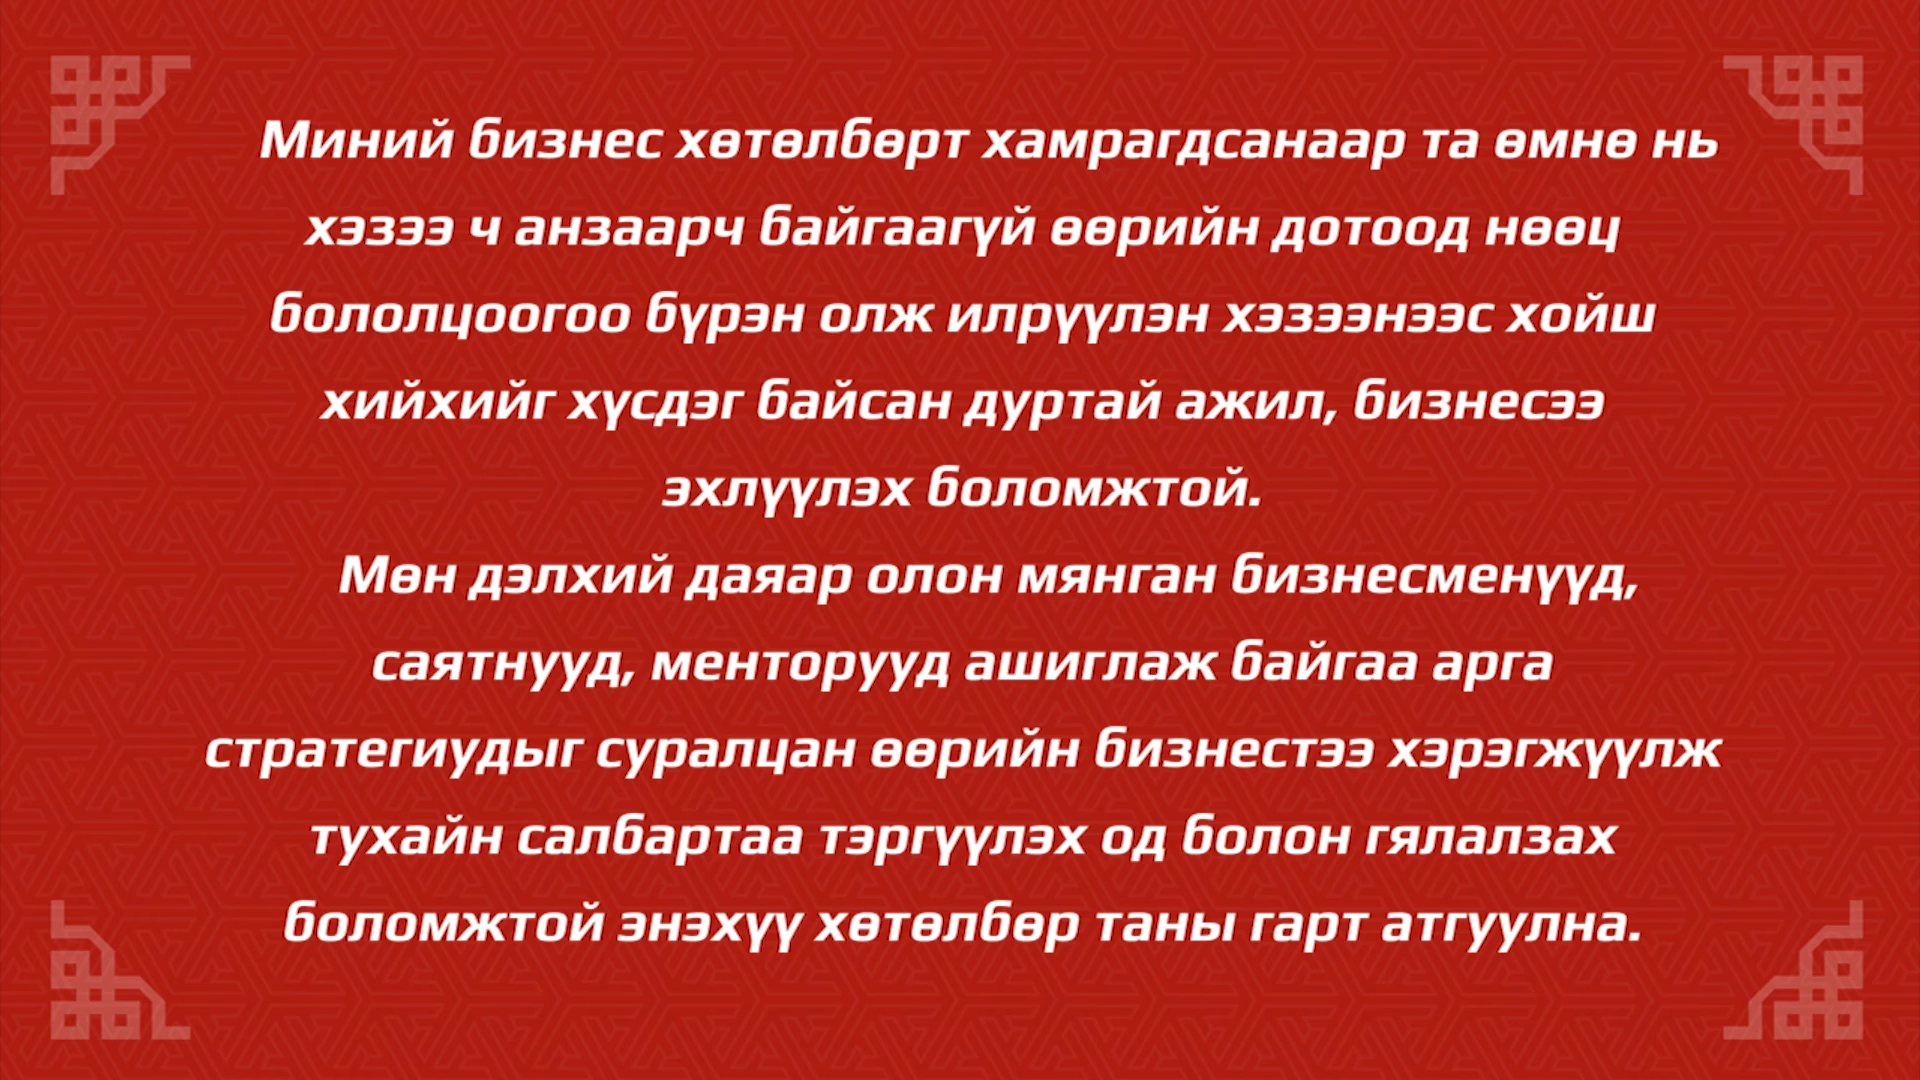 Миний бизнес хөтөлбөрт хамрагдсанаар та өмнө нь
хэзээ ч анзаарч байгаагүй өөрийн дотоод нөөц
бололцоогоо бүрэн олж илрүүлэн хэзээнээс хойш
хийхийг хүсдэг байсан дуртай ажил, бизнесээ
эхлүүлэх боломжтой.
Мөн дэлхий даяар олон мянган бизнесменүүд,
саятнууд, менторууд ашиглаж байгаа арга
стратегиудыг суралцан өөрийн бизнестээ хэрэгжүүлж
тухайн салбартаа тэргүүлэх од болон гялалзах
боломжтой энэхүү хөтөлбөр таны гарт атгуулна.